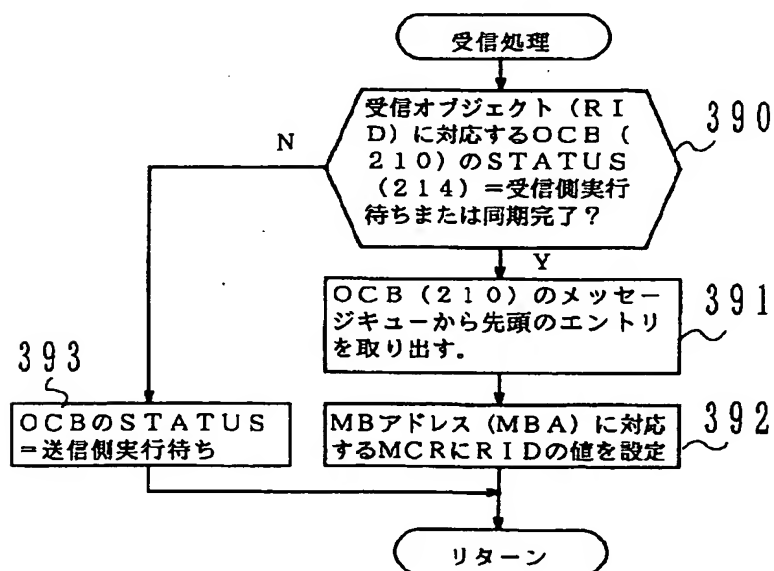 受信処理
受信オブジェクト（RI
D）に対応するOCB（
210）のSTATUS
（214）＝受信側実行
待ちまたは同期完了？
390
N
Y
OCB（210）のメッセー
ジキューから先頭のエントリ
を取り出す。
391
393
OCBのSTATUS
＝送信側実行待ち
MBアドレス（MBA）に対応
するMCRにRIDの値を設定
392
リターン